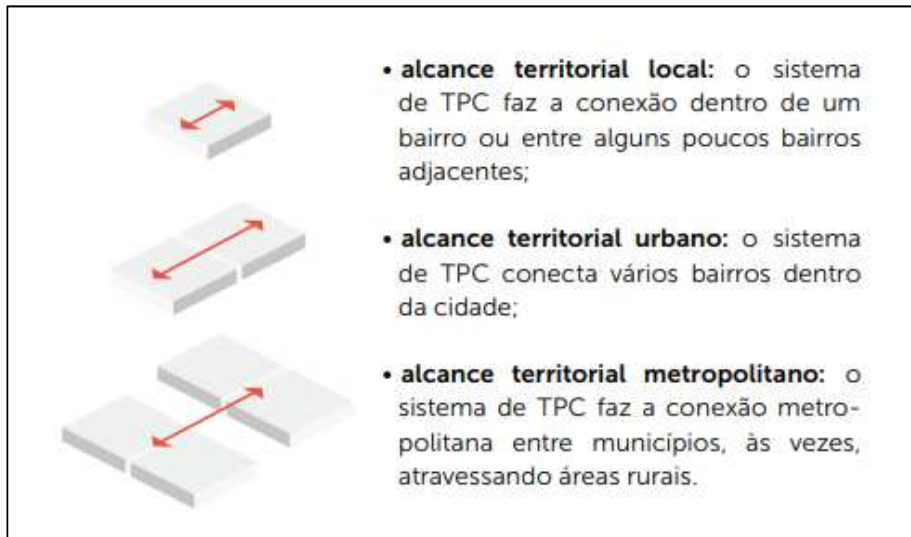 • alcance territorial local: o sistema
de TPC faz a conexão dentro de um
bairro ou entre alguns poucos bairros
adjacentes;
• alcance territorial urbano: o sistema
de TPC conecta vários bairros dentro
da cidade;
• alcance territorial metropolitano: o
sistema de TPC faz a conexão metro-
politana entre municípios, às vezes,
atravessando áreas rurais.